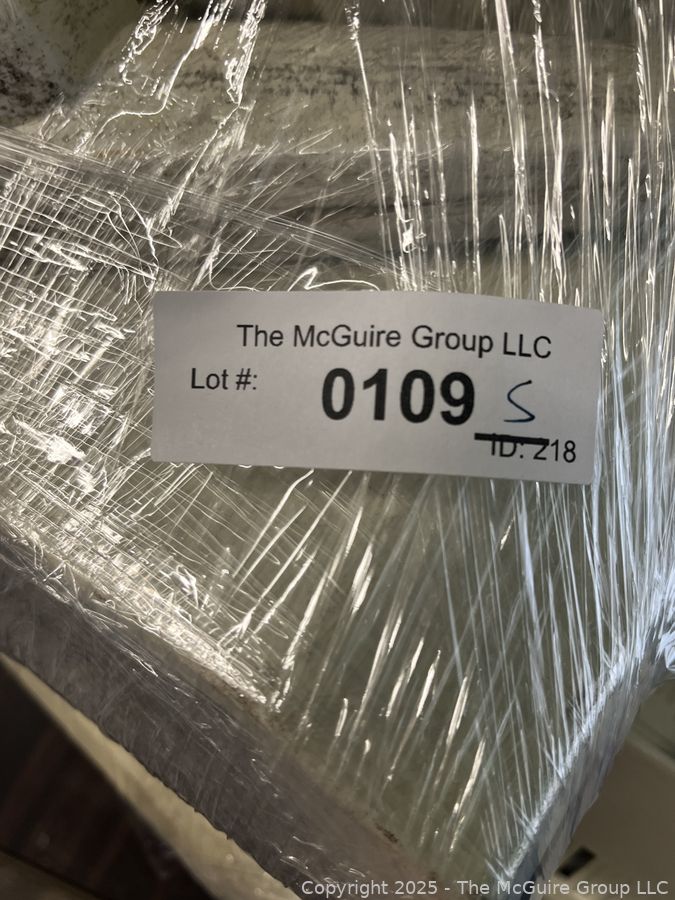 The McGuire Group LLC
Lot #: 0109 S
ID: 218
Copyright 2025 - The McGuire Group LLC